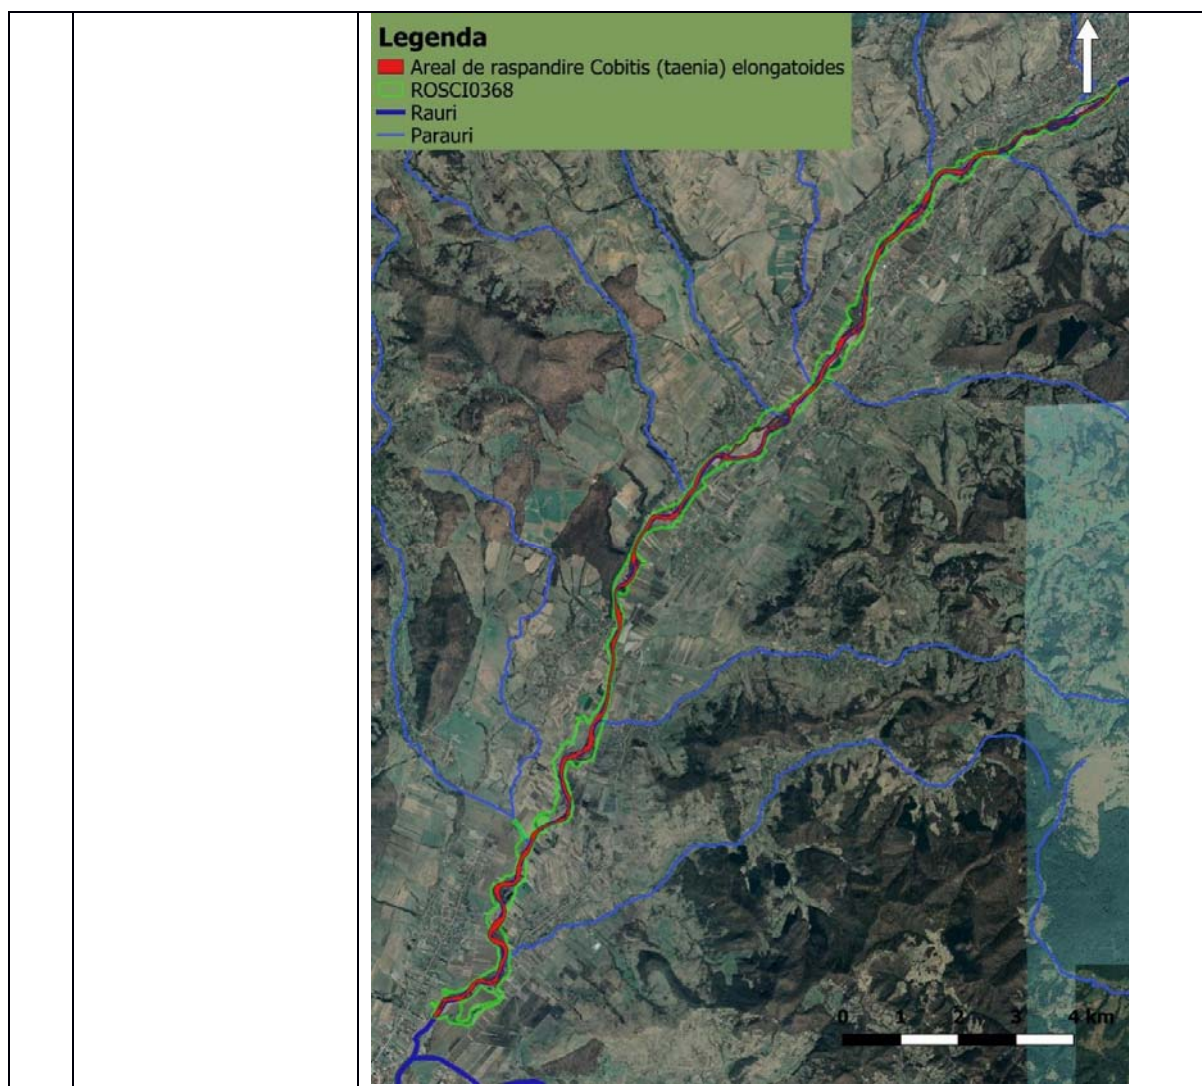 Legenda
Areal de raspandire Cobitis (taenia) elongatoides
ROSCI0368
Rauri
Parauri
0 1 2 3 4 km